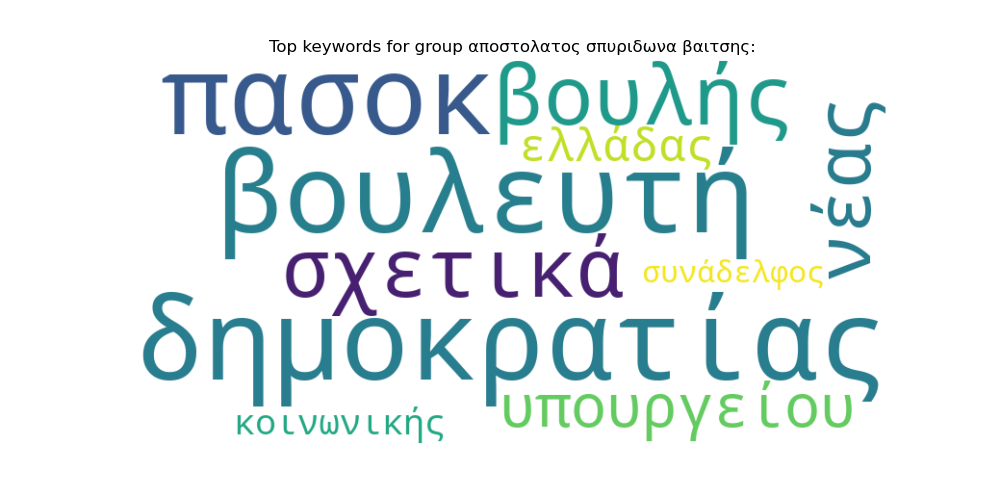 Top keywords for group αποστολατος σπυριδωνα βαιτσης:
πασοκ
βουλής
ελλάδας
νέας
βουλευτή
σχετικά
συνάδελφος
δημοκρατίας
υπουργείου
κοινωνικής